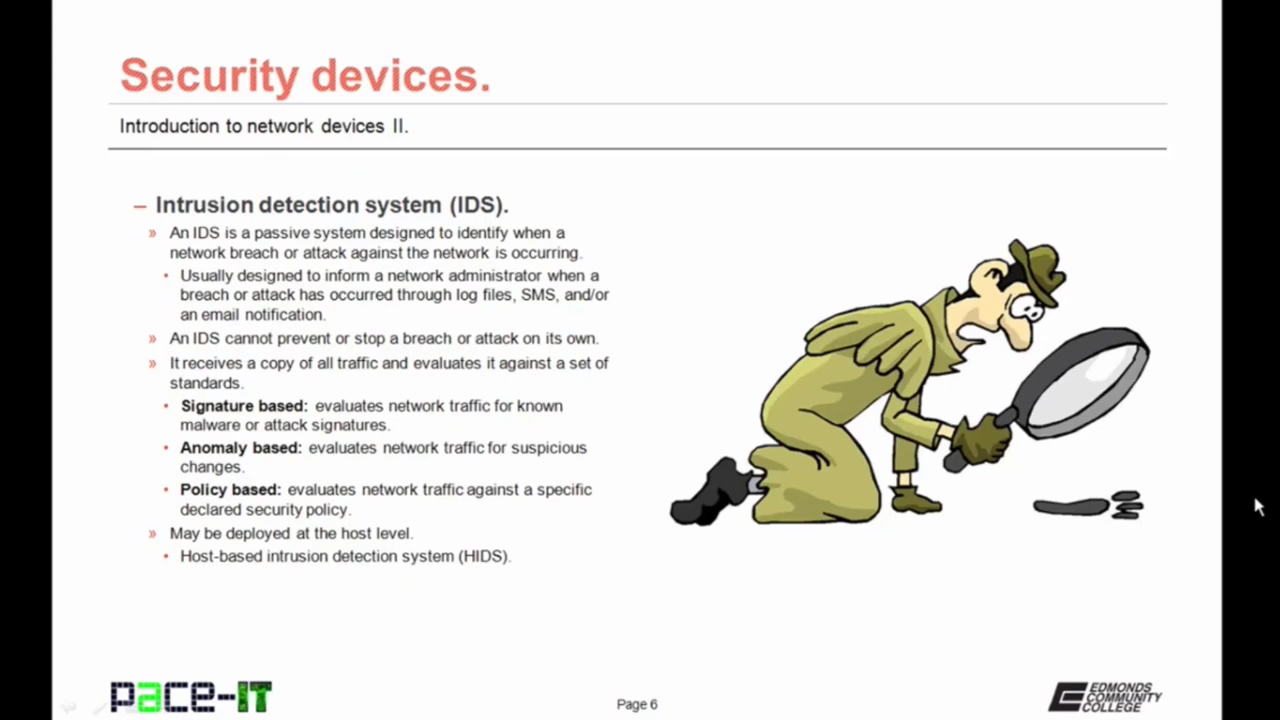 Security devices.
Introduction to network devices II.
– Intrusion detection system (IDS).
» An IDS is a passive system designed to identify when a
network breach or attack against the network is occurring.
• Usually designed to inform a network administrator when a
breach or attack has occurred through log files, SMS, and/or
an email notification.
» An IDS cannot prevent or stop a breach or attack on its own.
» It receives a copy of all traffic and evaluates it against a set of
standards.
• Signature based: evaluates network traffic for known
malware or attack signatures.
• Anomaly based: evaluates network traffic for suspicious
changes.
• Policy based: evaluates network traffic against a specific
declared security policy.
» May be deployed at the host level.
• Host-based intrusion detection system (HIDS).
pace-IT
Page 6
EDMONDS
COMMUNITY
COLLEGE